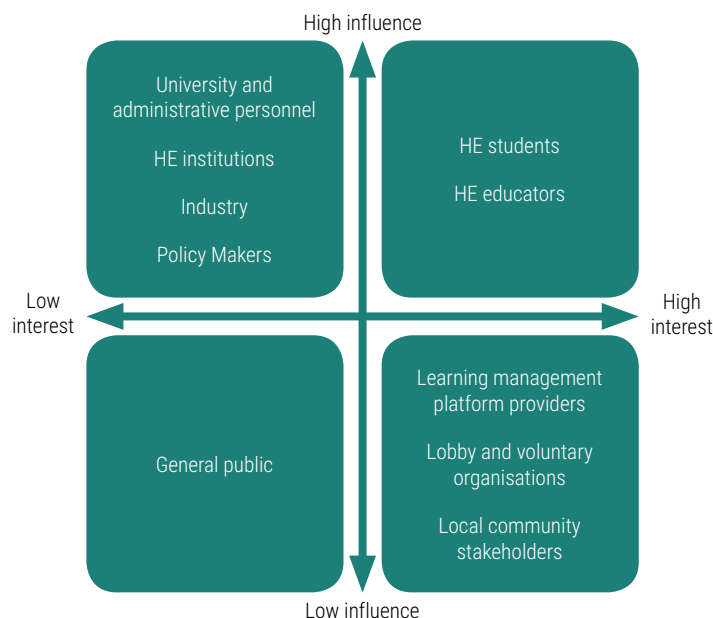 High influence
University and
administrative personnel
HE institutions
Industry
Policy Makers
HE students
HE educators
Low
interest
High
interest
General public
Learning management
platform providers
Lobby and voluntary
organisations
Local community
stakeholders
Low influence